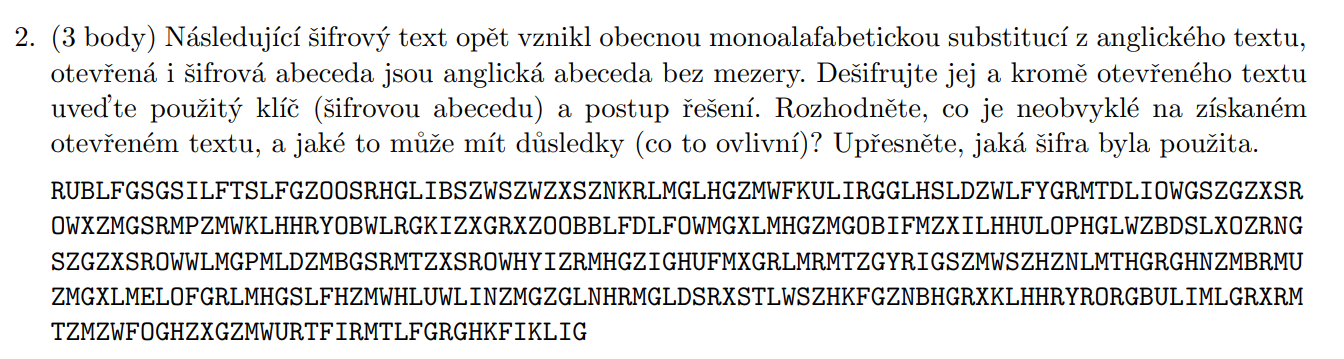 2. (3 body) Následující šifrový text opět vznikl obecnou monoalafabetickou substitucí z anglického textu,
otevřená i šifrová abeceda jsou anglická abeceda bez mezery. Dešifrujte jej a kromě otevřeného textu
uveďte použitý klíč (šifrovou abecedu) a postup řešení. Rozhodněte, co je neobvyklé na získaném
otevřeném textu, a jaké to může mít důsledky (co to ovlivní)? Upřesněte, jaká šifra byla použita.
RUBLFGSGSILFTSLFGZOOSRHGLIBSZWSZWZXSZNKRLMGLHGZMWFKULIRGGLHSLDZWLFYGRMTDLIOWGSZGZXSR
OWXZMGSRMPZMWKLHHRYOBWLRGKIZXGRXZOOBBLFDLFOWMGXLMHGZMGOBIFMZXILHHULOPHGLWZBDSLXOZRNG
SZGZXSROWWLMGPMLDZMBGSRMTZXSROWHYIZRMHGZIGHUFMXGRLMRMTZGYRIGSZMWSZHZNLMTHGRGHNZMBRMU
ZMGXLMELOFGRLMHGSLFHZMWHLUWLINZMGZGLNHRMGLDSRXSTLWSZHKFGZNBHGRXKLHHRYRORGBULIMLGRXRM
TZMZWFOGHZXGZMWURTFIRMTLFGRGHKFIKLIG